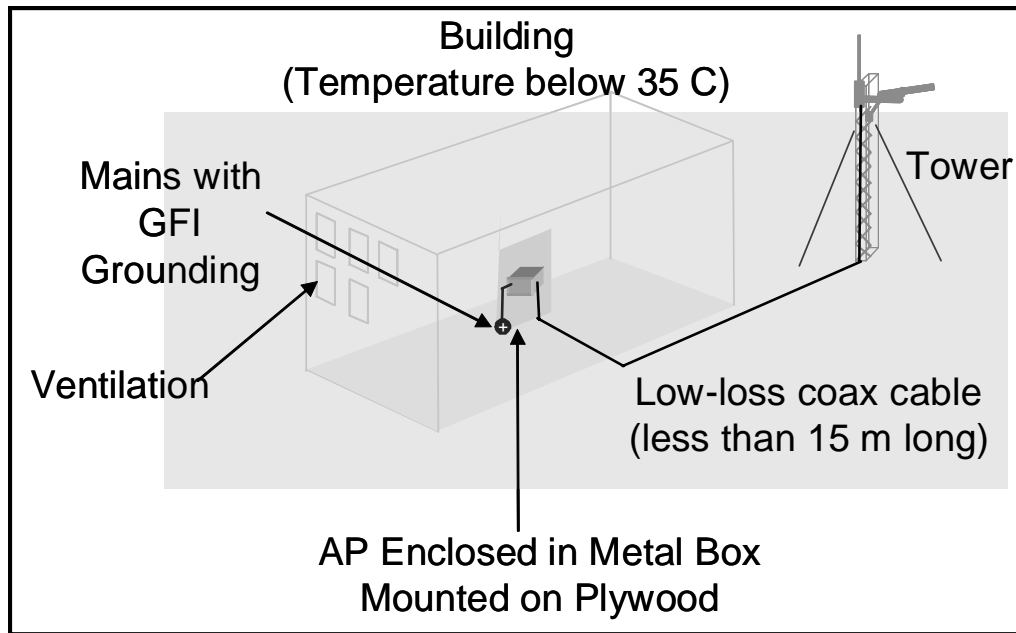 Building
(Temperature below 35 C)
Mains with
GFI
Grounding
Tower
Ventilation
Low-loss coax cable
(less than 15 m long)
AP Enclosed in Metal Box
Mounted on Plywood